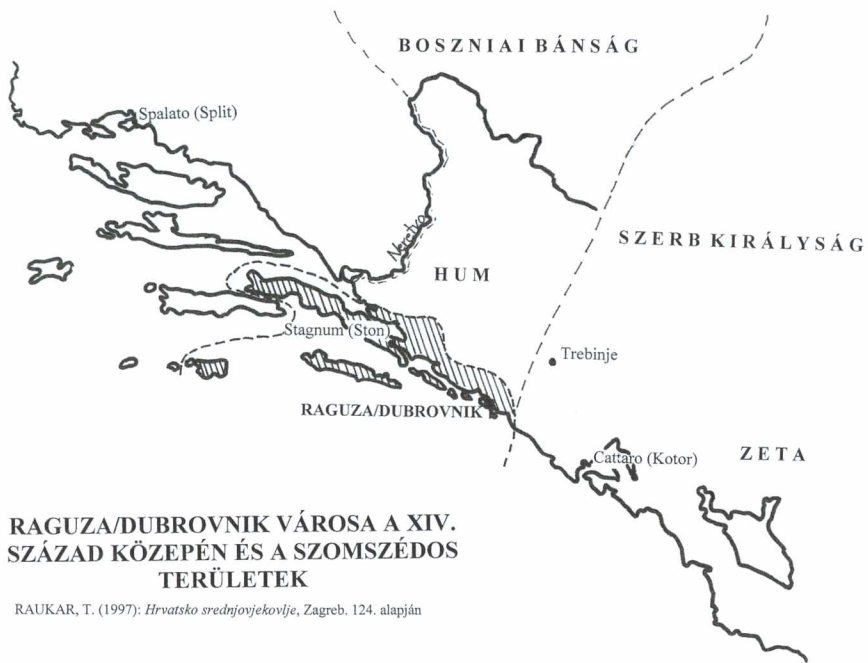 BOSZNIAI BÁNSÁG
Spalato (Split)
Neretva
SZERB KIRÁLYSÁG
HUM
Stagnum (Ston)
Trebinje
RAGUZA/DUBROVNIK
Cattaro (Kotor)
ZETA
RAGUZA/DUBROVNIK VÁROSA A XIV.
SZÁZAD KÖZEPÉN ÉS A SZOMSZÉDOS
TERÜLETEK
RAUKAR, T. (1997): Hrvatsko srednjovjekovlje, Zagreb. 124. alapján